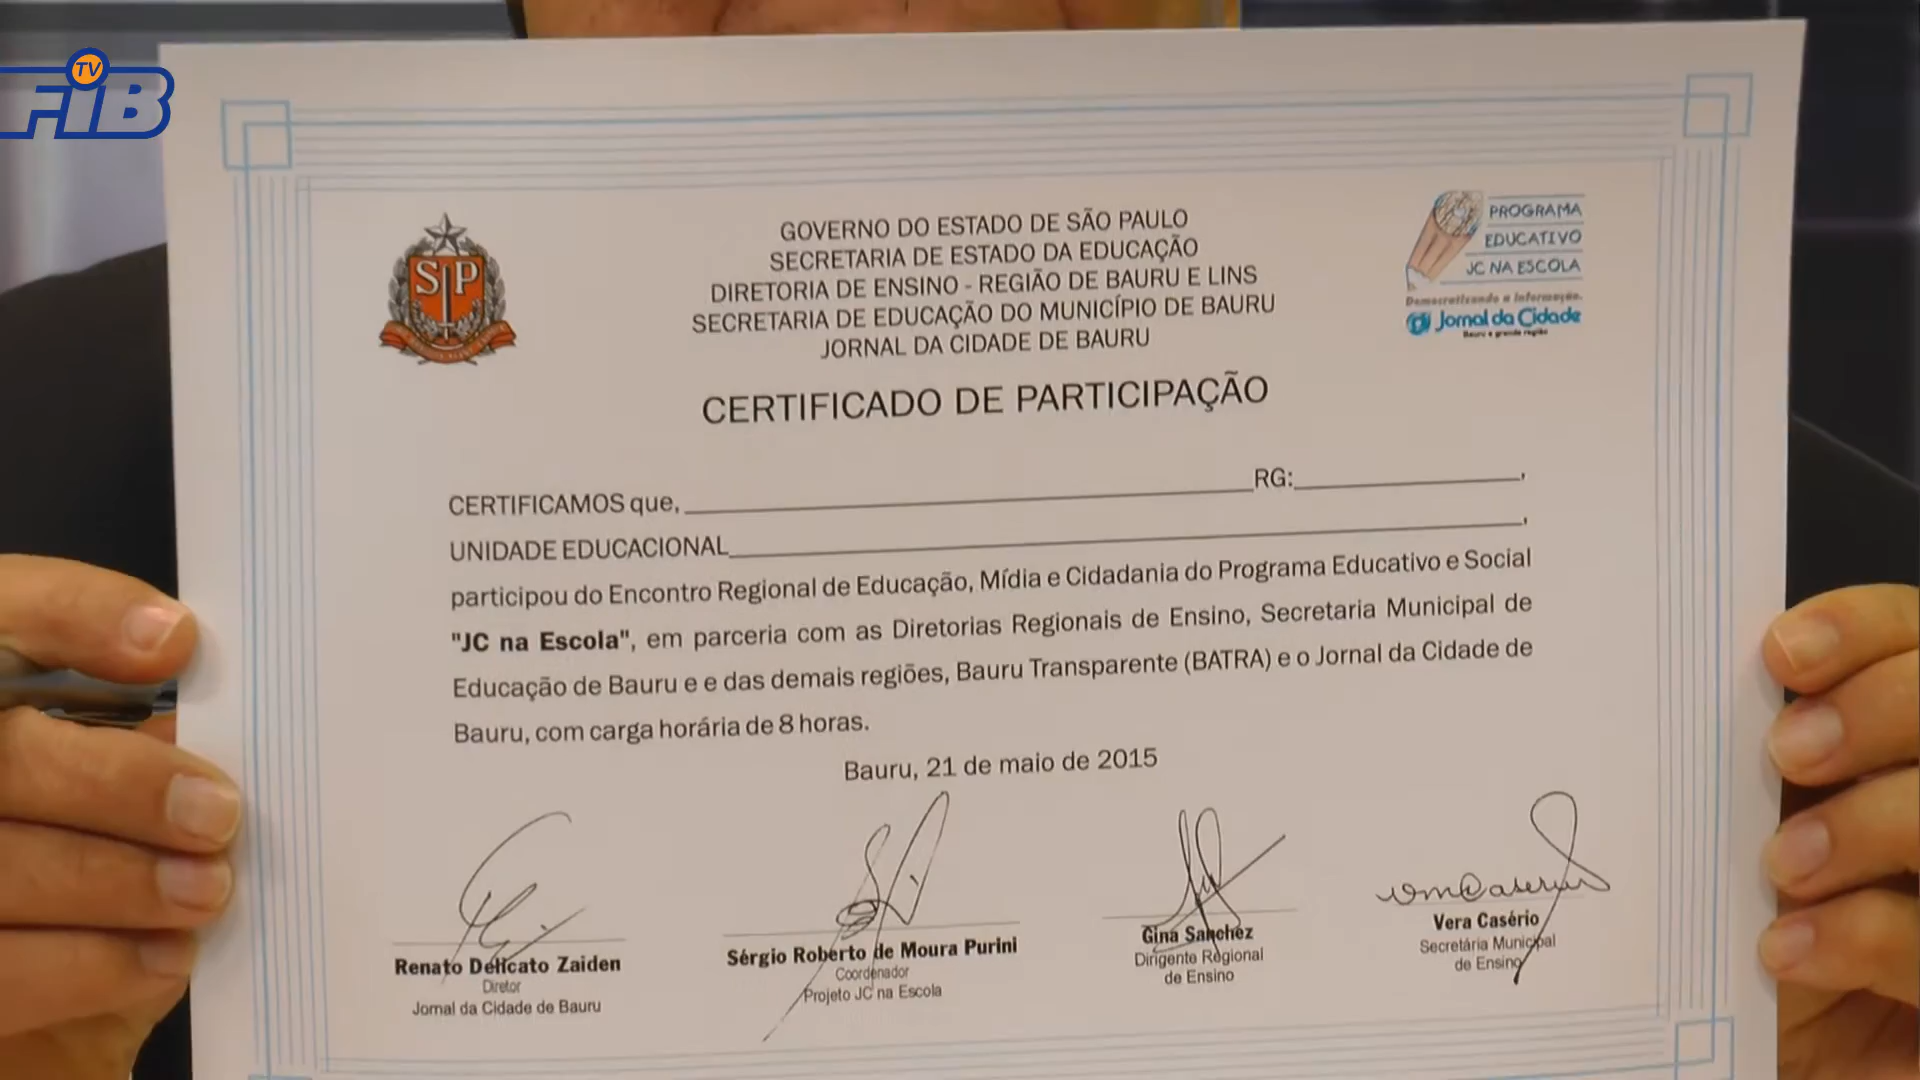 TV
FIB
GOVERNO DO ESTADO DE SÃO PAULO
SECRETARIA DE ESTADO DA EDUCAÇÃO
DIRETORIA DE ENSINO - REGIÃO DE BAURU E LINS
SECRETARIA DE EDUCAÇÃO DO MUNICÍPIO DE BAURU
JORNAL DA CIDADE DE BAURU
SP
PROGRAMA
EDUCATIVO
JC NA ESCOLA
Democratizando a Informação.
Jornal da Cidade
Bauru e grande região
CERTIFICADO DE PARTICIPAÇÃO
CERTIFICAMOS que, RG: ,
UNIDADE EDUCACIONAL ,
participou do Encontro Regional de Educação, Mídia e Cidadania do Programa Educativo e Social
"JC na Escola", em parceria com as Diretorias Regionais de Ensino, Secretaria Municipal de
Educação de Bauru e e das demais regiões, Bauru Transparente (BATRA) e o Jornal da Cidade de
Bauru, com carga horária de 8 horas.
Bauru, 21 de maio de 2015
Renato Delicato Zaiden
Diretor
Jornal da Cidade de Bauru
Sérgio Roberto de Moura Purini
Coordenador
Projeto JC na Escola
Gina Sanchez
Dirigente Regional
de Ensino
Vera Casério
Secretária Municipal
de Ensino